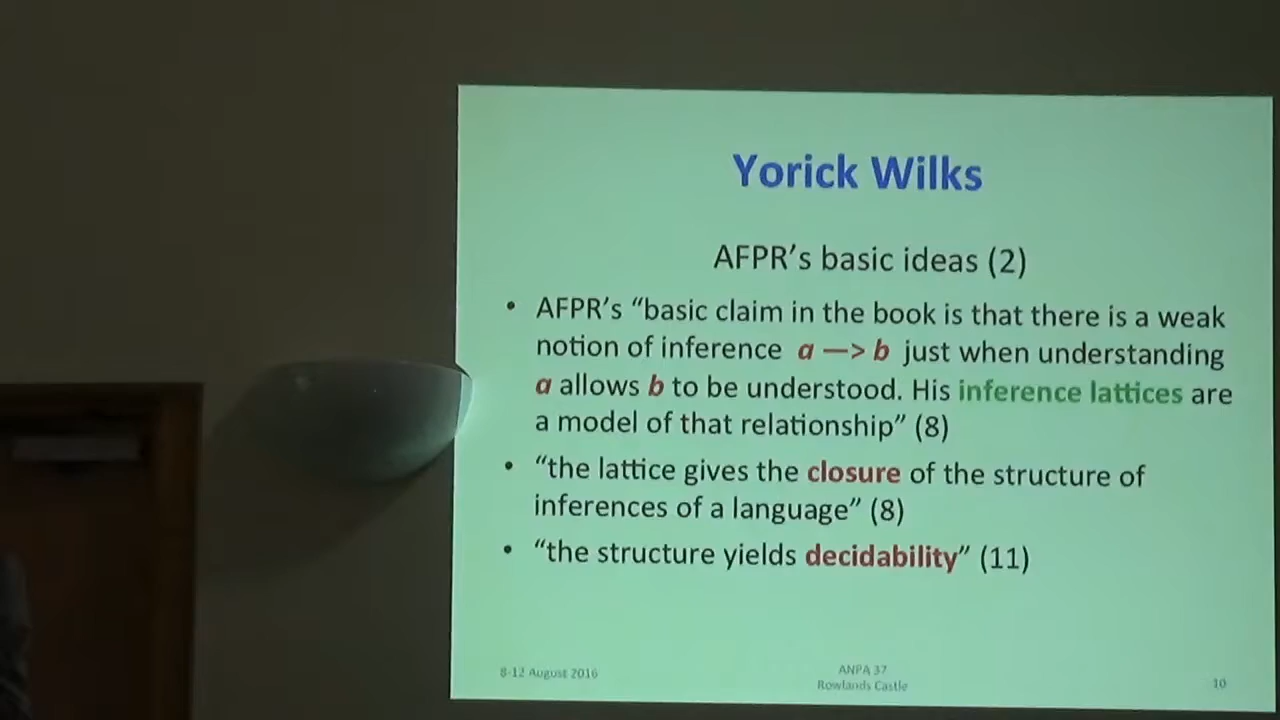 Yorick Wilks
AFPR’s basic ideas (2)
• AFPR’s “basic claim in the book is that there is a weak
notion of inference a —> b just when understanding
a allows b to be understood. His inference lattices are
a model of that relationship” (8)
• “the lattice gives the closure of the structure of
inferences of a language” (8)
• “the structure yields decidability” (11)
8-12 August 2016
ANPA 37
Rowlands Castle
10